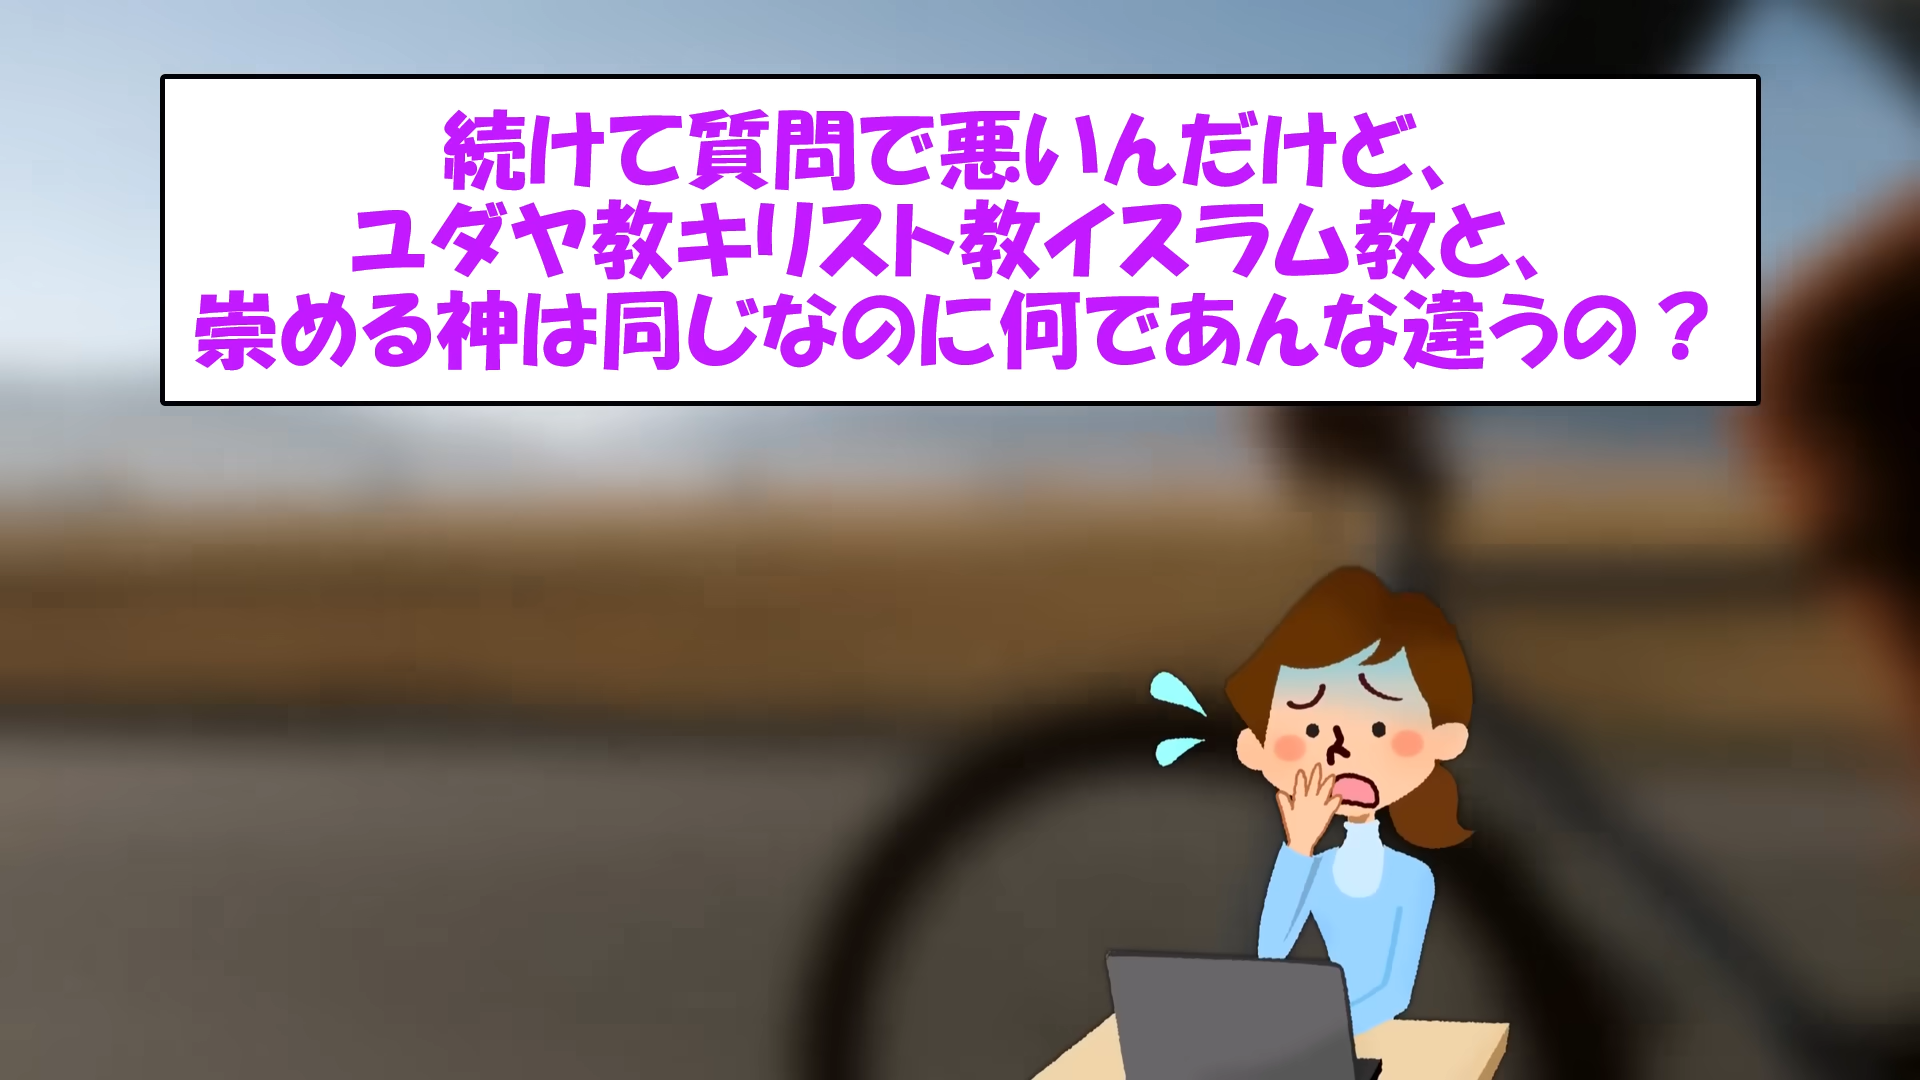 続けて質問で悪いんだけど、
ユダヤ教キリスト教イスラム教と、
崇める神は同じなのに何であんな違うの？